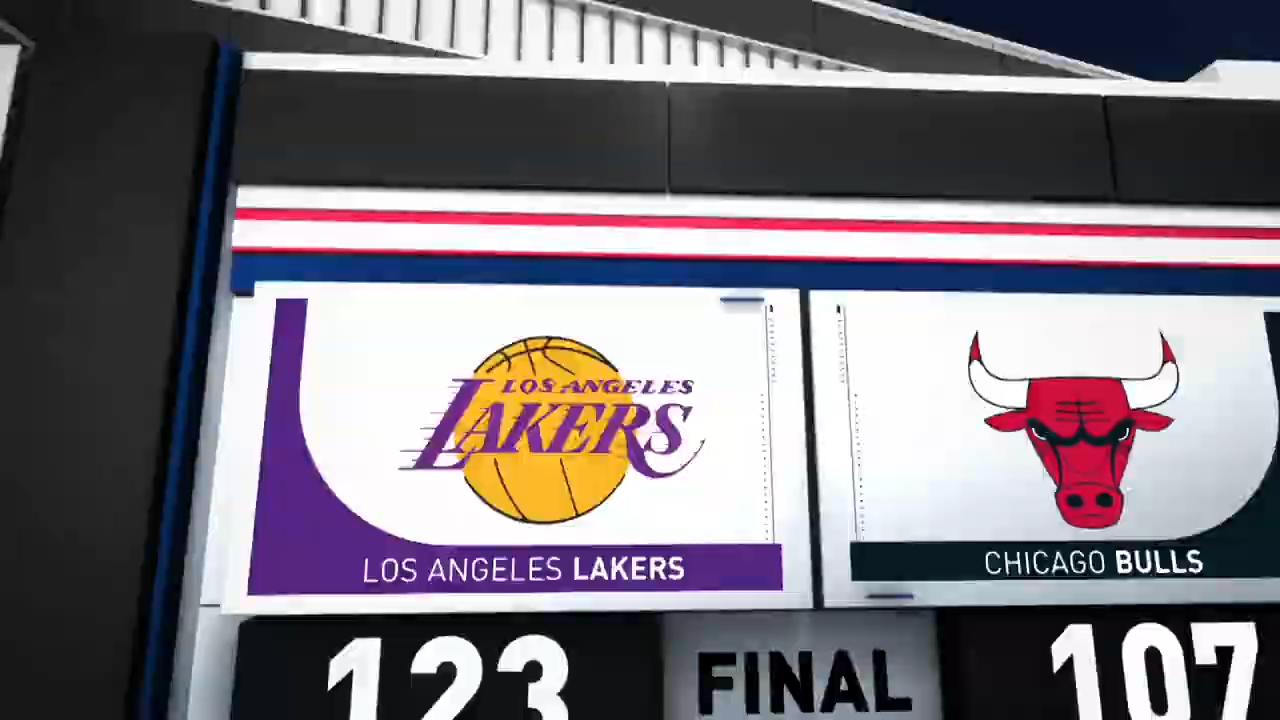 LOS ANGELES
LAKERS
LOS ANGELES LAKERS
CHICAGO BULLS
123
FINAL
107